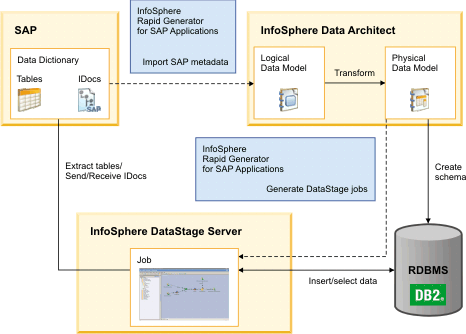 SAP
Data Dictionary
Tables
IDocs
SAP
InfoSphere
Rapid Generator
for SAP Applications
Import SAP metadata
InfoSphere Data Architect
Logical
Data Model
Transform
Physical
Data Model
InfoSphere
Rapid Generator
for SAP Applications
Generate DataStage jobs
Extract tables/
Send/Receive IDocs
Create
schema
InfoSphere DataStage Server
Job
Insert/select data
RDBMS
DB2.